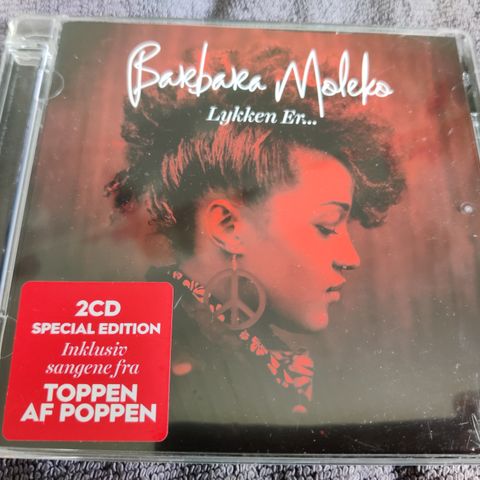 Barbara Moleko
Lykken Er...
2CD
SPECIAL EDITION
Inklusiv
sangene fra
TOPPEN
AF POPPEN